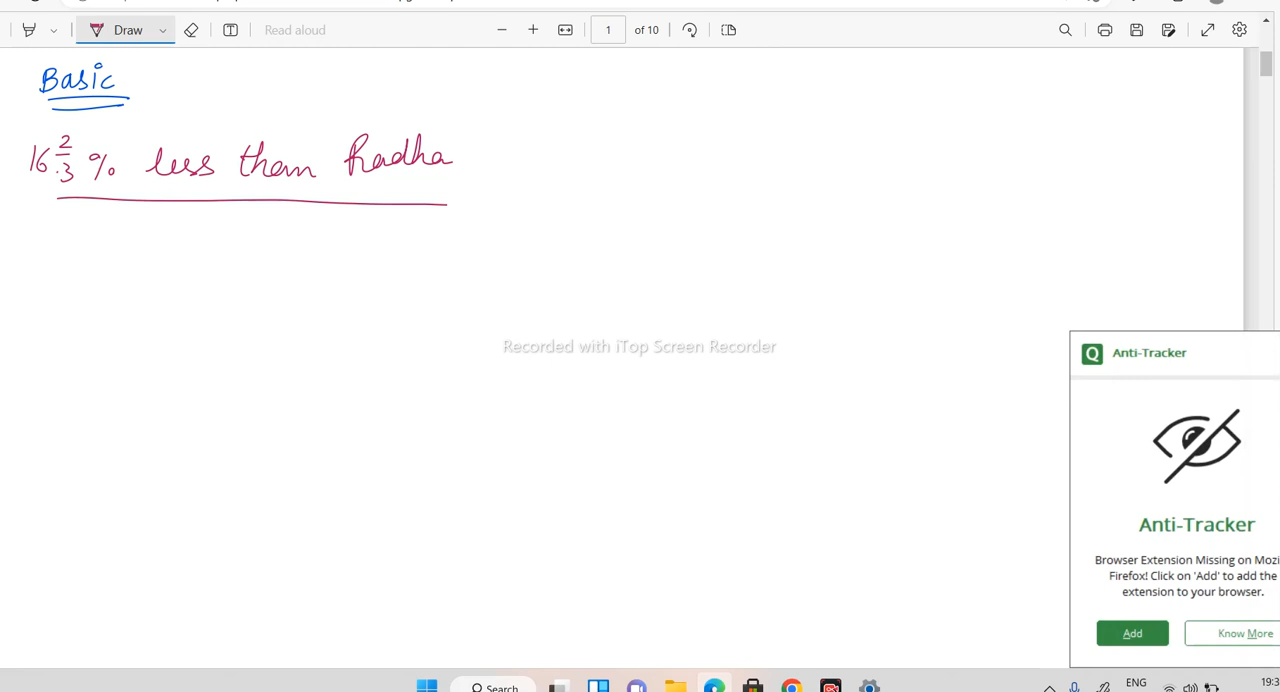 Draw
Read aloud
1 of 10
Basic
16 2/3 % less than Radha
Recorded with iTop Screen Recorder
Anti-Tracker
Anti-Tracker
Browser Extension Missing on Mozi
Firefox! Click on 'Add' to add the
extension to your browser.
Add
Know More
Search
ENG
19:3